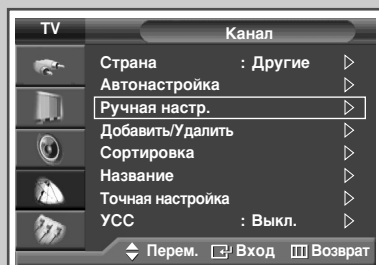 TV
Канал
Страна : Другие
Автонастройка
Ручная настр.
Добавить/Удалить
Сортировка
Название
Точная настройка
УСС : Выкл.
Перем. Вход Возврат